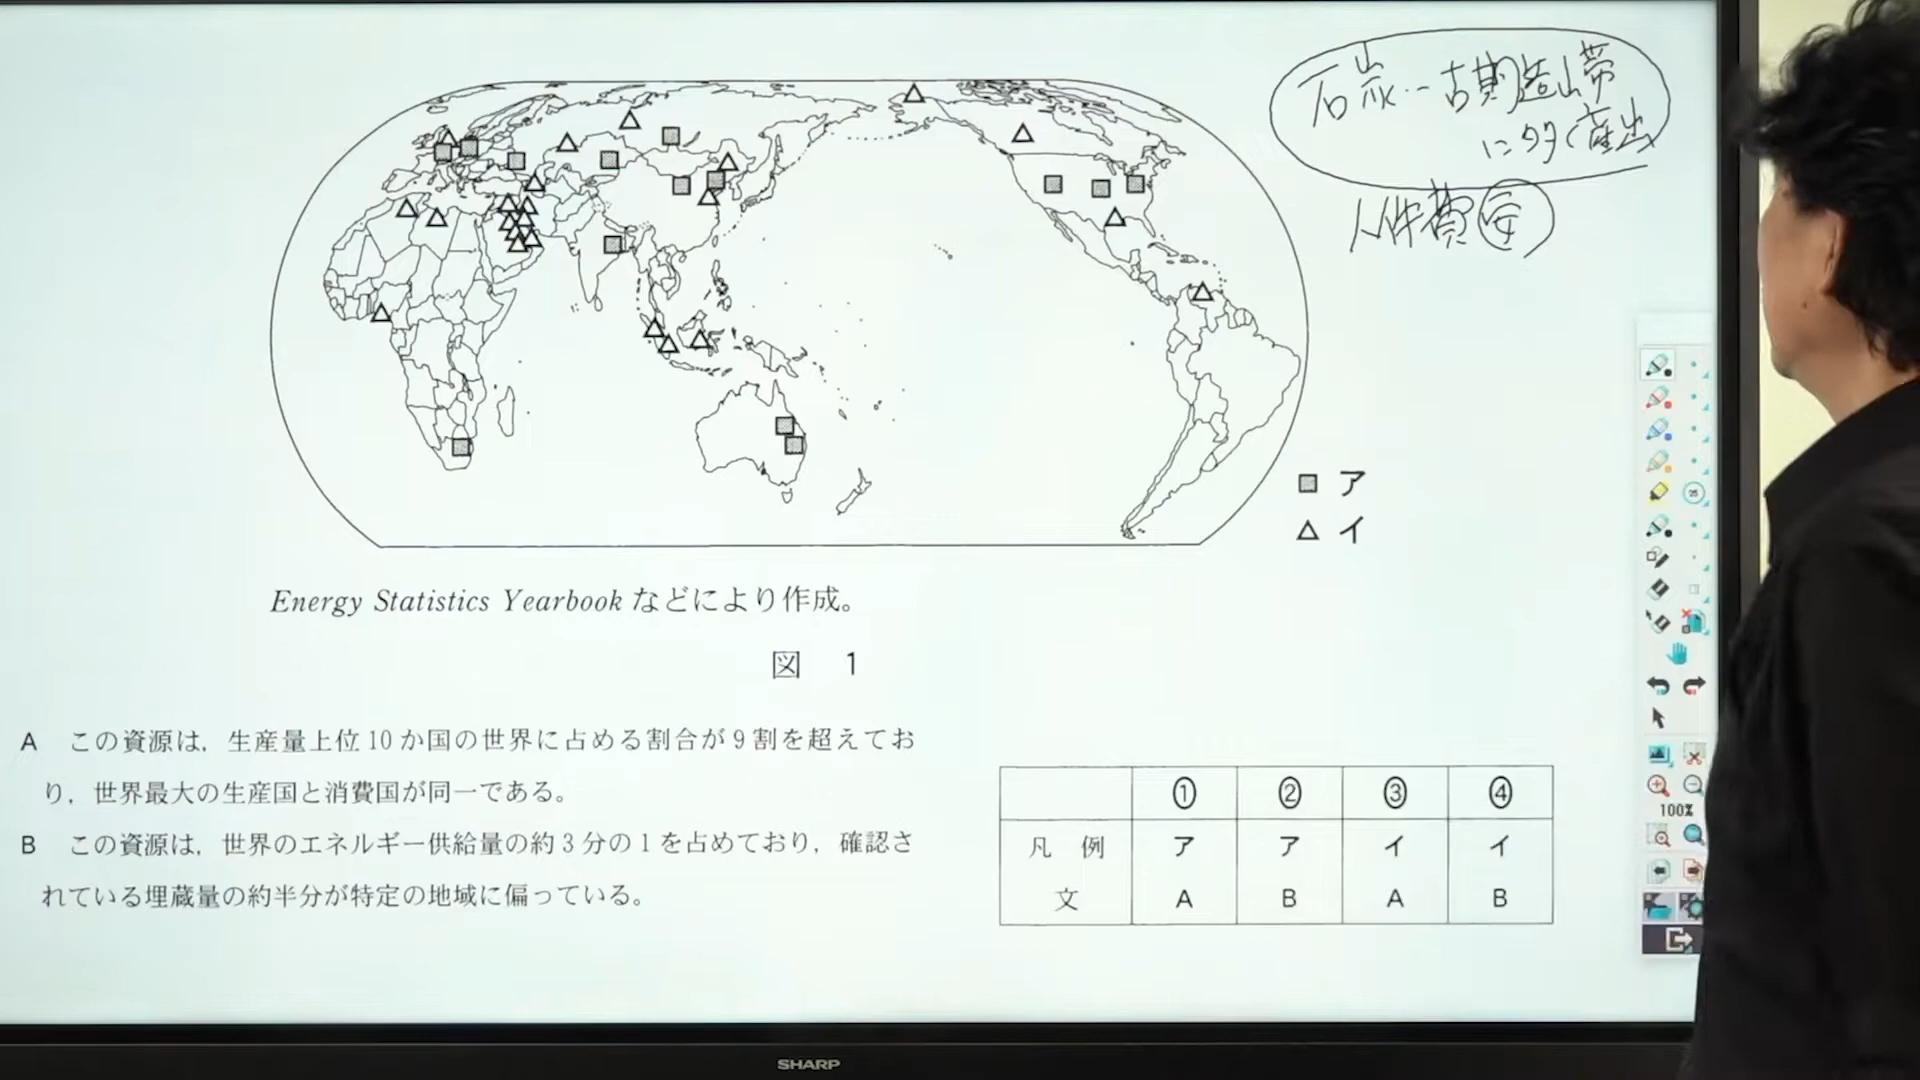 石炭…古期造山帯
に多く産出
人件費安
ア
イ
Energy Statistics Yearbook などにより作成。
図 1
A この資源は，生産量上位 10 か国の世界に占める割合が 9 割を超えてお
り，世界最大の生産国と消費国が同一である。
B この資源は，世界のエネルギー供給量の約 3 分の 1 を占めており，確認さ
れている埋蔵量の約半分が特定の地域に偏っている。
① ② ③ ④
凡 例 ア ア イ イ
文 A B A B
100%
SHARP